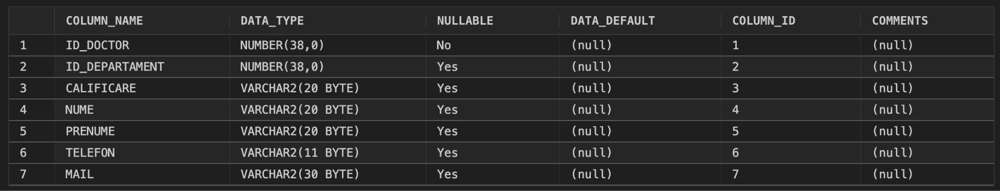 COLUMN_NAME DATA_TYPE NULLABLE DATA_DEFAULT COLUMN_ID COMMENTS
1 ID_DOCTOR NUMBER(38,0) No (null) 1 (null)
2 ID_DEPARTAMENT NUMBER(38,0) Yes (null) 2 (null)
3 CALIFICARE VARCHAR2(20 BYTE) Yes (null) 3 (null)
4 NUME VARCHAR2(20 BYTE) Yes (null) 4 (null)
5 PRENUME VARCHAR2(20 BYTE) Yes (null) 5 (null)
6 TELEFON VARCHAR2(11 BYTE) Yes (null) 6 (null)
7 MAIL VARCHAR2(30 BYTE) Yes (null) 7 (null)